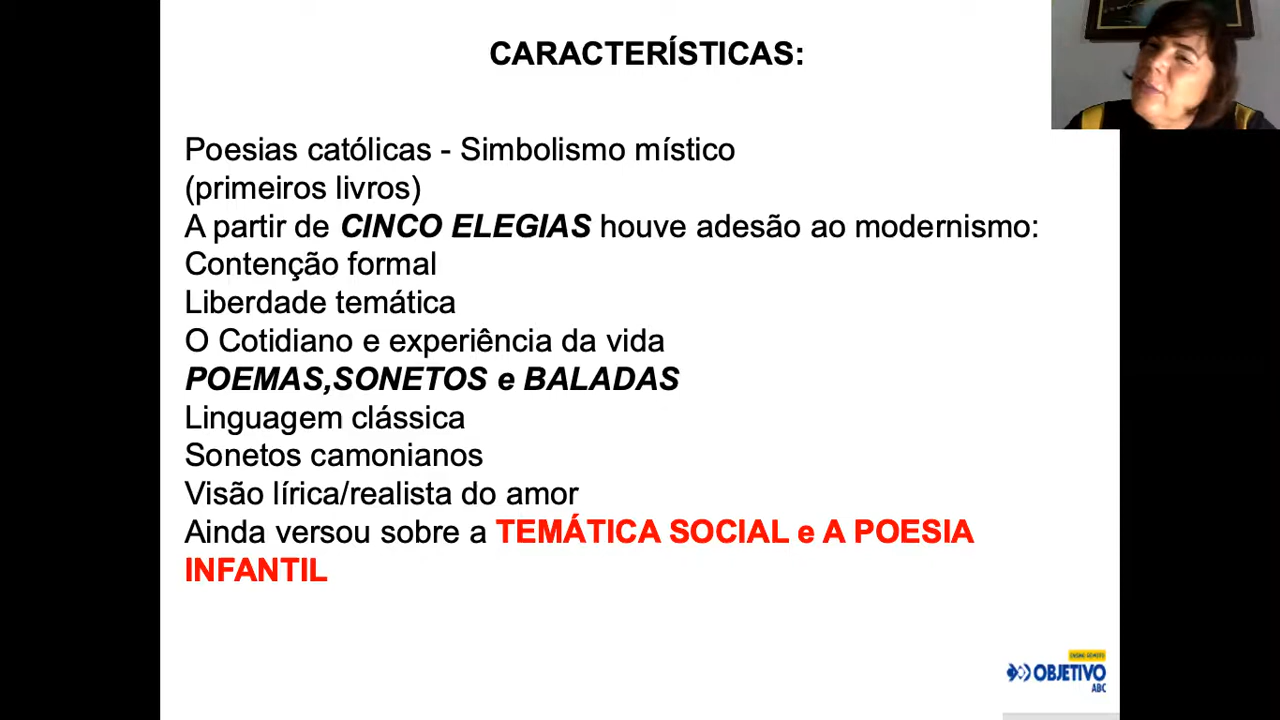 CARACTERÍSTICAS:
Poesias católicas - Simbolismo místico
(primeiros livros)
A partir de CINCO ELEGIAS houve adesão ao modernismo:
Contenção formal
Liberdade temática
O Cotidiano e experiência da vida
POEMAS,SONETOS e BALADAS
Linguagem clássica
Sonetos camonianos
Visão lírica/realista do amor
Ainda versou sobre a TEMÁTICA SOCIAL e A POESIA
INFANTIL
ENSINO REMOTO
OBJETIVO
ABC